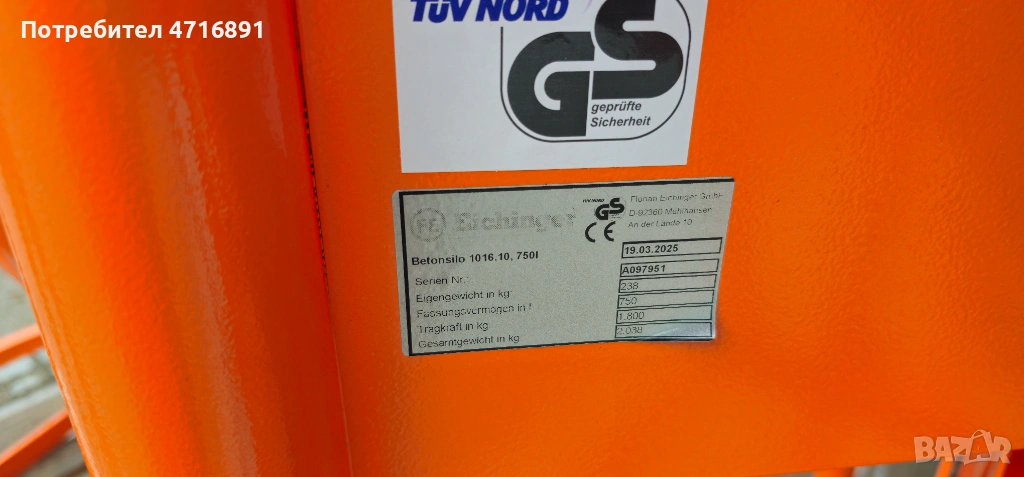 Потребител 4716891
TÜV NORD
GS
geprüfte
Sicherheit
FE Eichinger
TÜV NORD
GS
CE
Florian Eichinger GmbH
D-92360 Mühlhausen
An der Lände 10
Betonsilo 1016.10, 750l
19.03.2025
Serien Nr.:
A097951
Eigengewicht in kg
238
Fassungsvermögen in l
750
Tragkraft in kg
1.800
Gesamtgewicht in kg
2.038
BAZAR